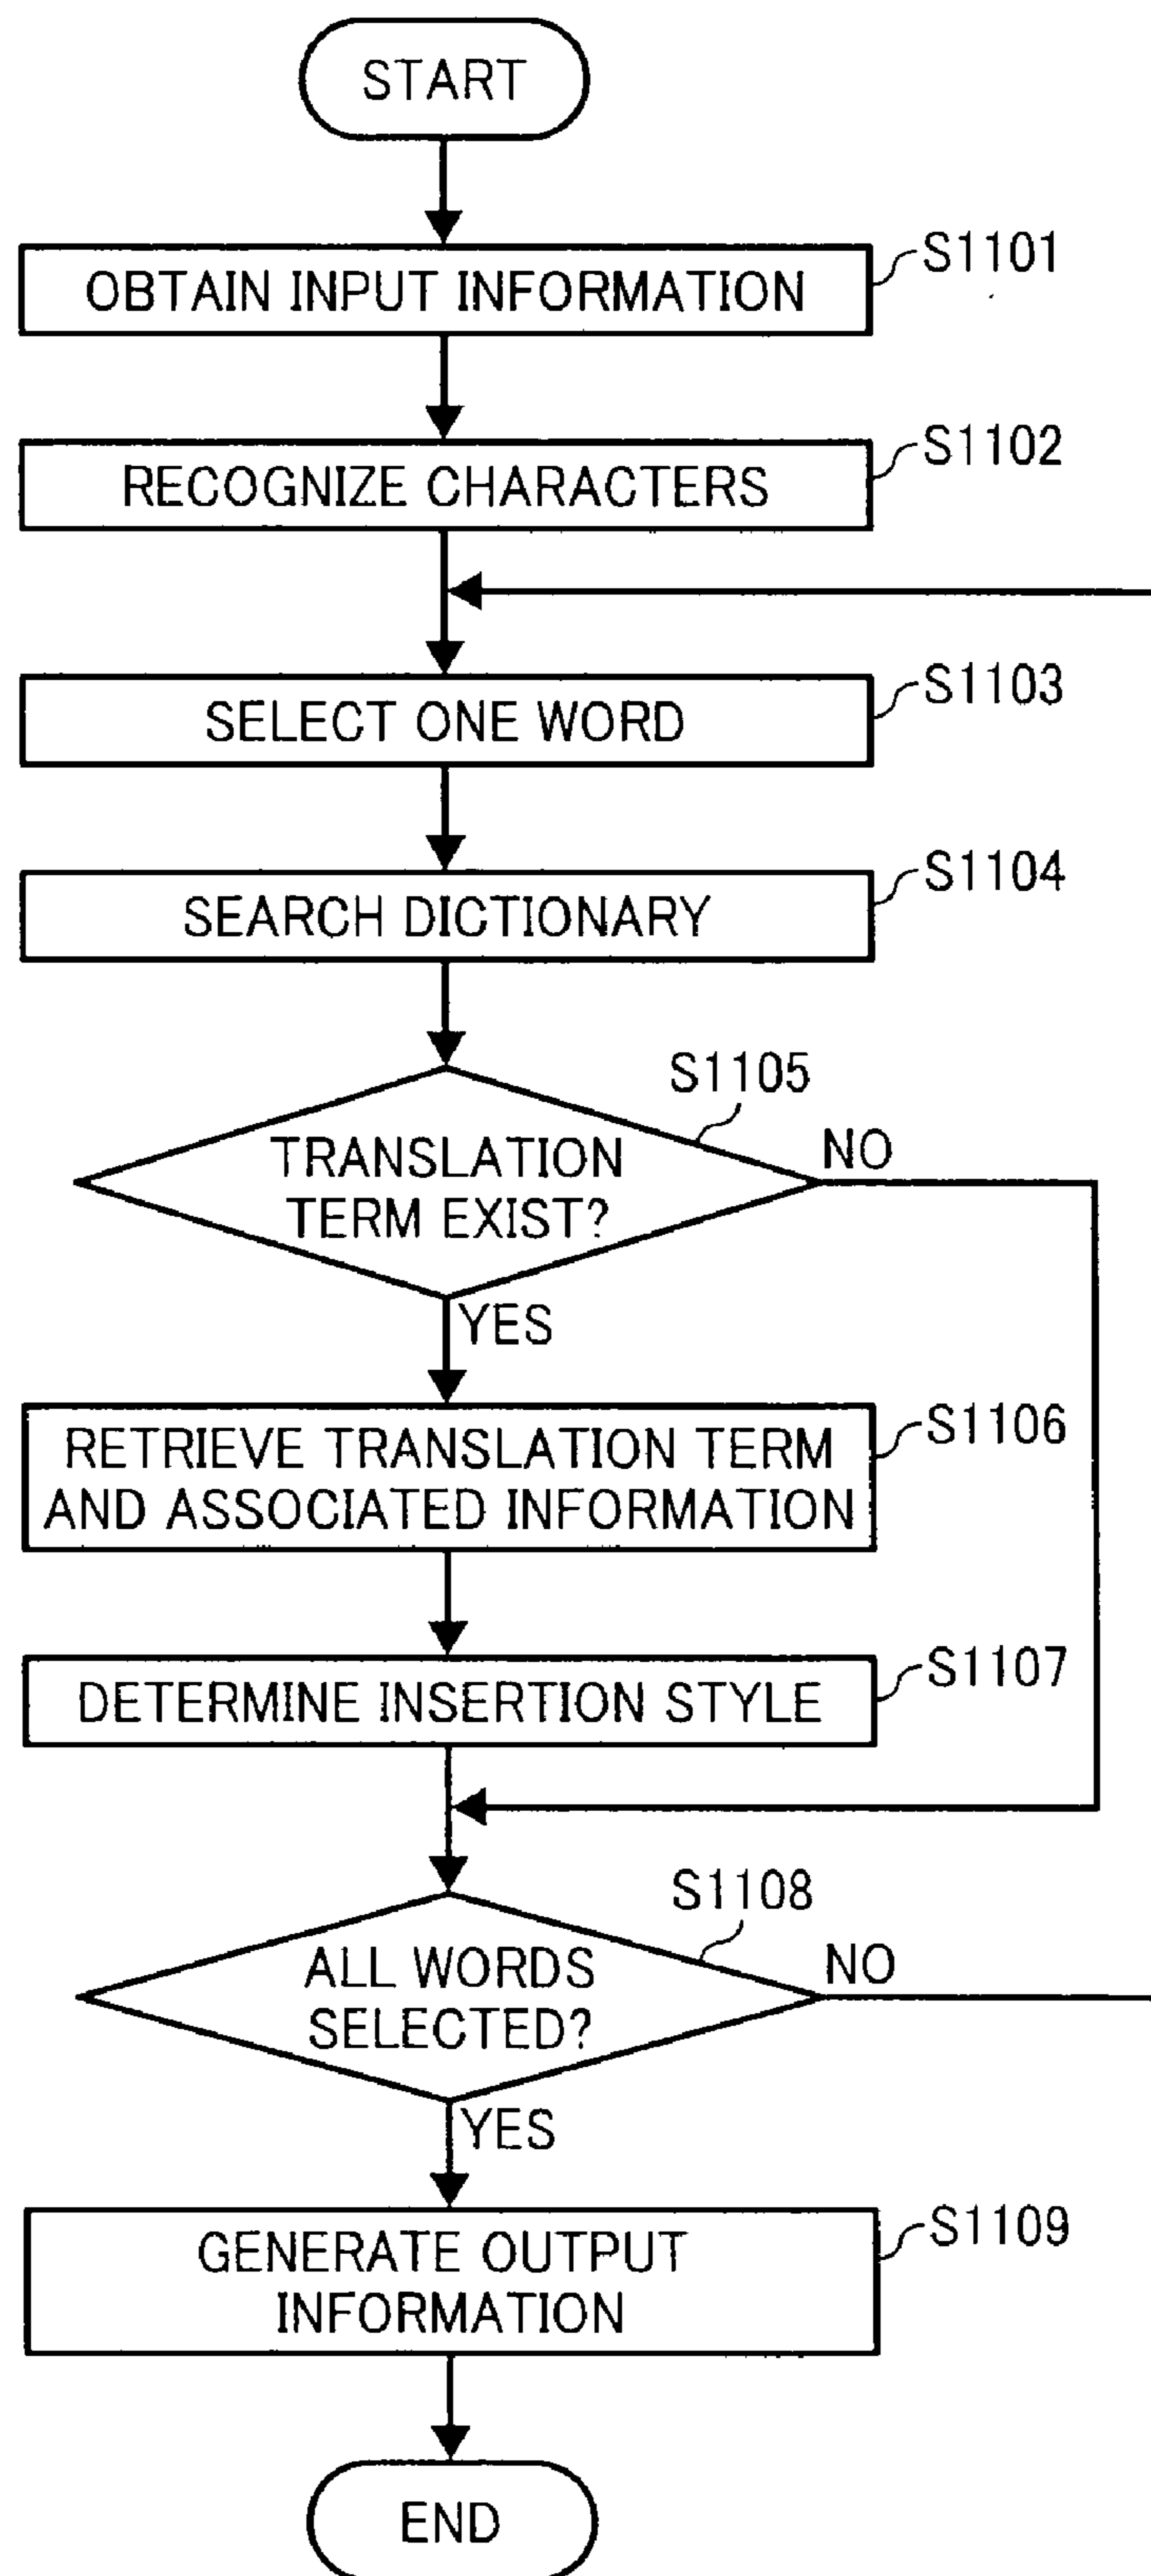 START
OBTAIN INPUT INFORMATION
S1101
RECOGNIZE CHARACTERS
S1102
SELECT ONE WORD
S1103
SEARCH DICTIONARY
S1104
S1105
TRANSLATION
TERM EXIST?
NO
YES
RETRIEVE TRANSLATION TERM
AND ASSOCIATED INFORMATION
S1106
DETERMINE INSERTION STYLE
S1107
S1108
ALL WORDS
SELECTED?
NO
YES
GENERATE OUTPUT
INFORMATION
S1109
END